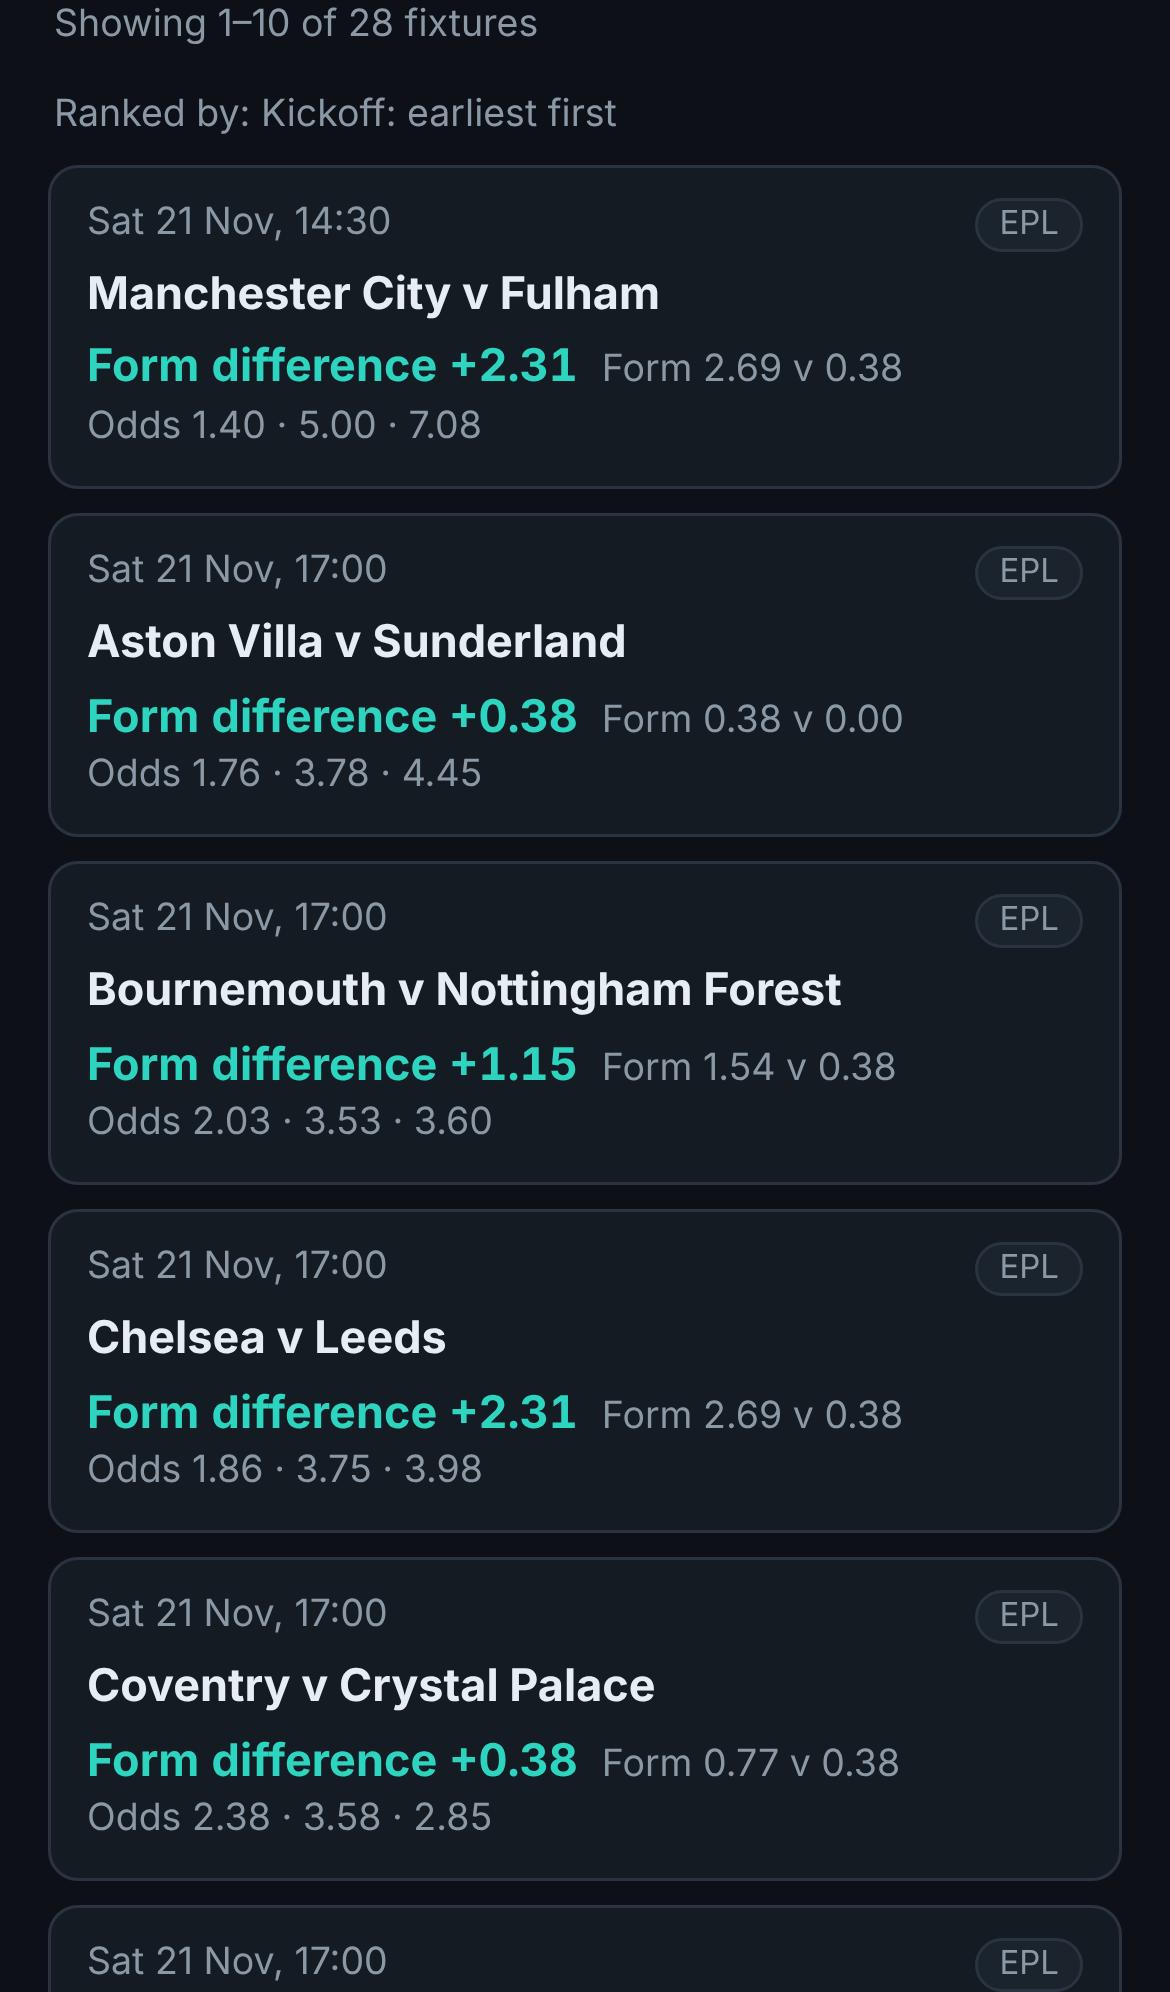 Showing 1–10 of 28 fixtures
Ranked by: Kickoff: earliest first
Sat 21 Nov, 14:30 EPL
Manchester City v Fulham
Form difference +2.31 Form 2.69 v 0.38
Odds 1.40 · 5.00 · 7.08
Sat 21 Nov, 17:00 EPL
Aston Villa v Sunderland
Form difference +0.38 Form 0.38 v 0.00
Odds 1.76 · 3.78 · 4.45
Sat 21 Nov, 17:00 EPL
Bournemouth v Nottingham Forest
Form difference +1.15 Form 1.54 v 0.38
Odds 2.03 · 3.53 · 3.60
Sat 21 Nov, 17:00 EPL
Chelsea v Leeds
Form difference +2.31 Form 2.69 v 0.38
Odds 1.86 · 3.75 · 3.98
Sat 21 Nov, 17:00 EPL
Coventry v Crystal Palace
Form difference +0.38 Form 0.77 v 0.38
Odds 2.38 · 3.58 · 2.85
Sat 21 Nov, 17:00 EPL